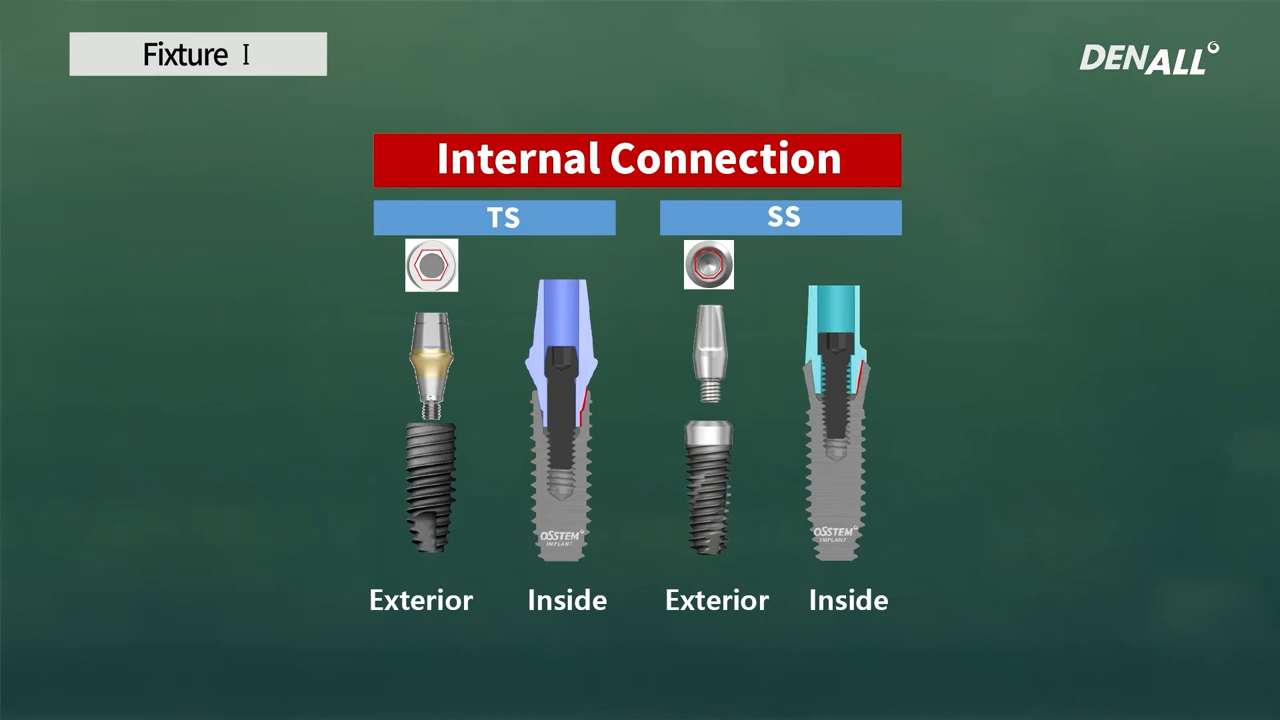 Fixture Ⅰ
DENALL
Internal Connection
TS
SS
OSSTEM
IMPLANT
OSSTEM
IMPLANT
Exterior
Inside
Exterior
Inside